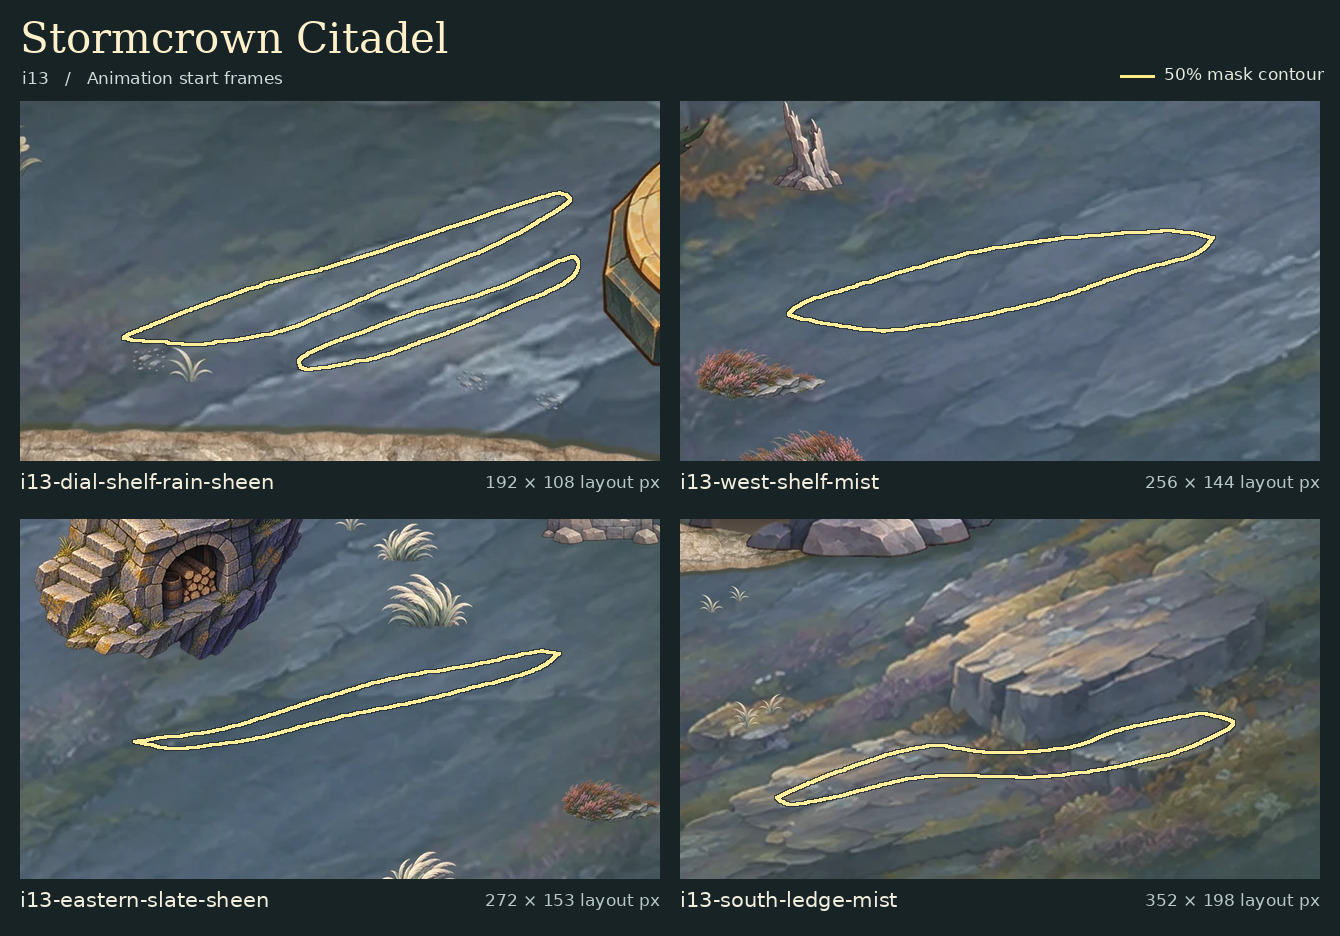 Stormcrown Citadel
i13 / Animation start frames
50% mask contour
i13-dial-shelf-rain-sheen
192 × 108 layout px
i13-west-shelf-mist
256 × 144 layout px
i13-eastern-slate-sheen
272 × 153 layout px
i13-south-ledge-mist
352 × 198 layout px